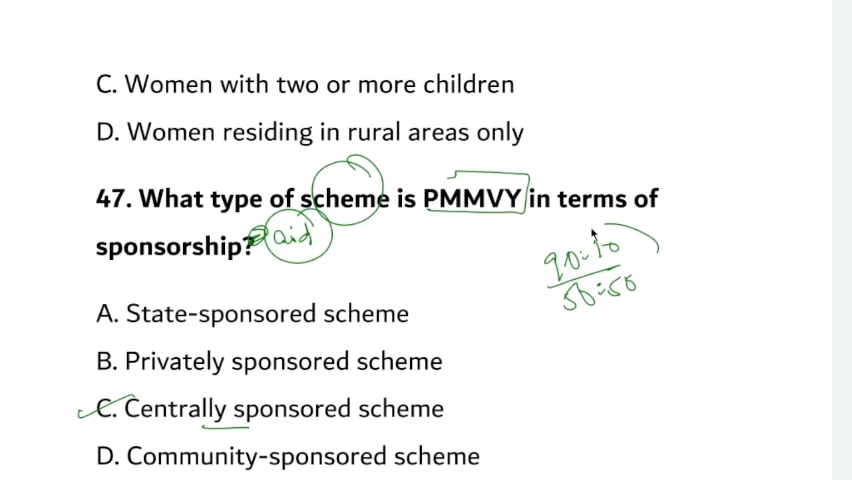 C. Women with two or more children
D. Women residing in rural areas only
47. What type of scheme is PMMVY in terms of
sponsorship?
aid
90:10
50:50
A. State-sponsored scheme
B. Privately sponsored scheme
C. Centrally sponsored scheme
D. Community-sponsored scheme